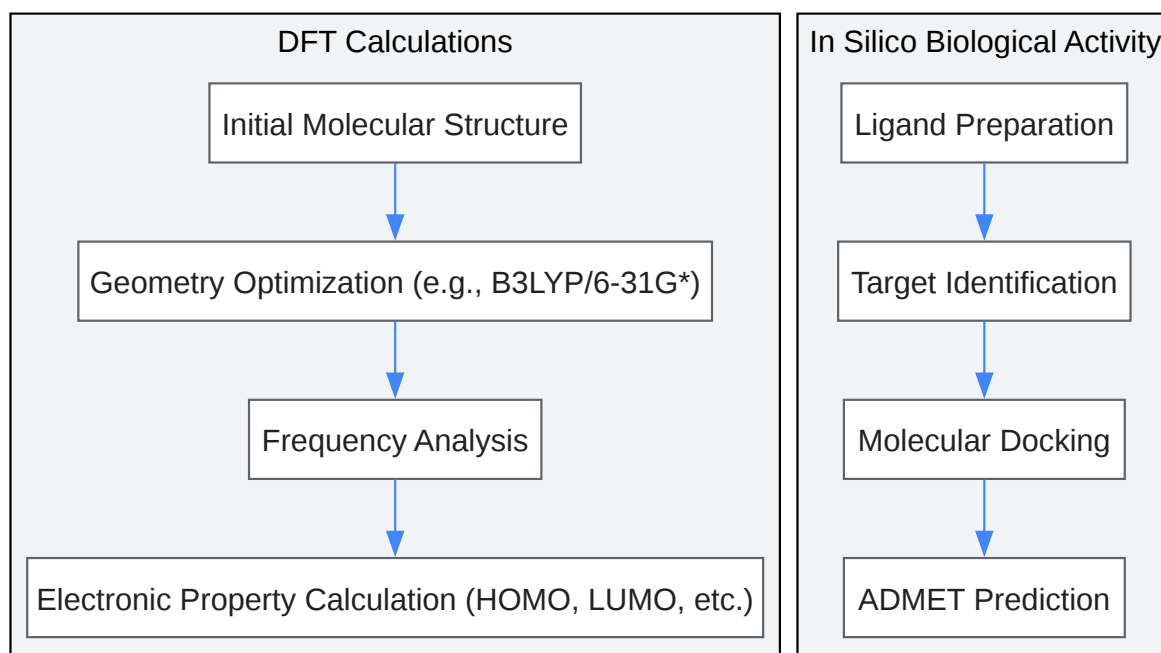 DFT Calculations
Initial Molecular Structure
Geometry Optimization (e.g., B3LYP/6-31G*)
Frequency Analysis
Electronic Property Calculation (HOMO, LUMO, etc.)
In Silico Biological Activity
Ligand Preparation
Target Identification
Molecular Docking
ADMET Prediction